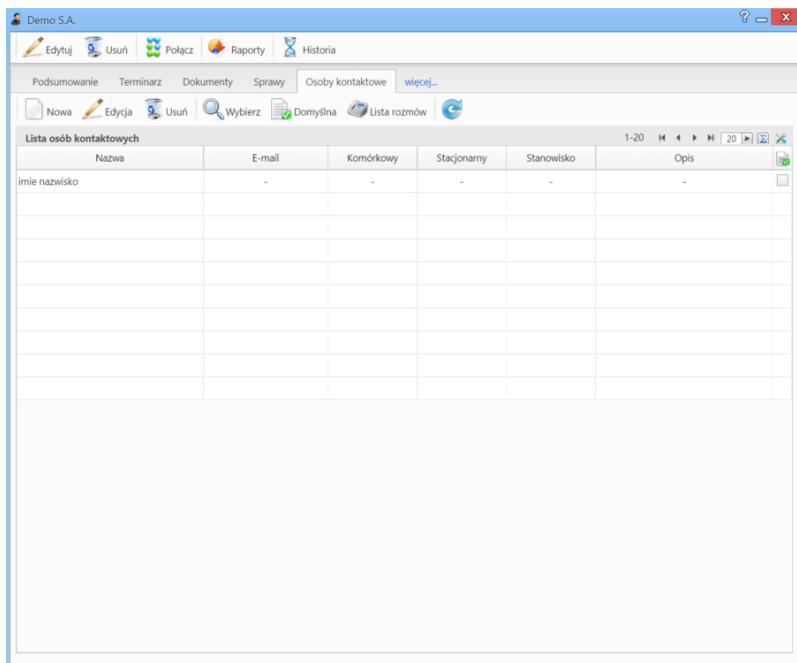 Demo S.A.
Edytuj Usuń Połącz Raporty Historia
Podsumowanie Terminarz Dokumenty Sprawy Osoby kontaktowe więcej...
Nowa Edycja Usuń Wybierz Domyślna Lista rozmów
Lista osób kontaktowych 1-20 20
Nazwa E-mail Komórkowy Stacjonarny Stanowisko Opis
imie nazwisko - - - - -